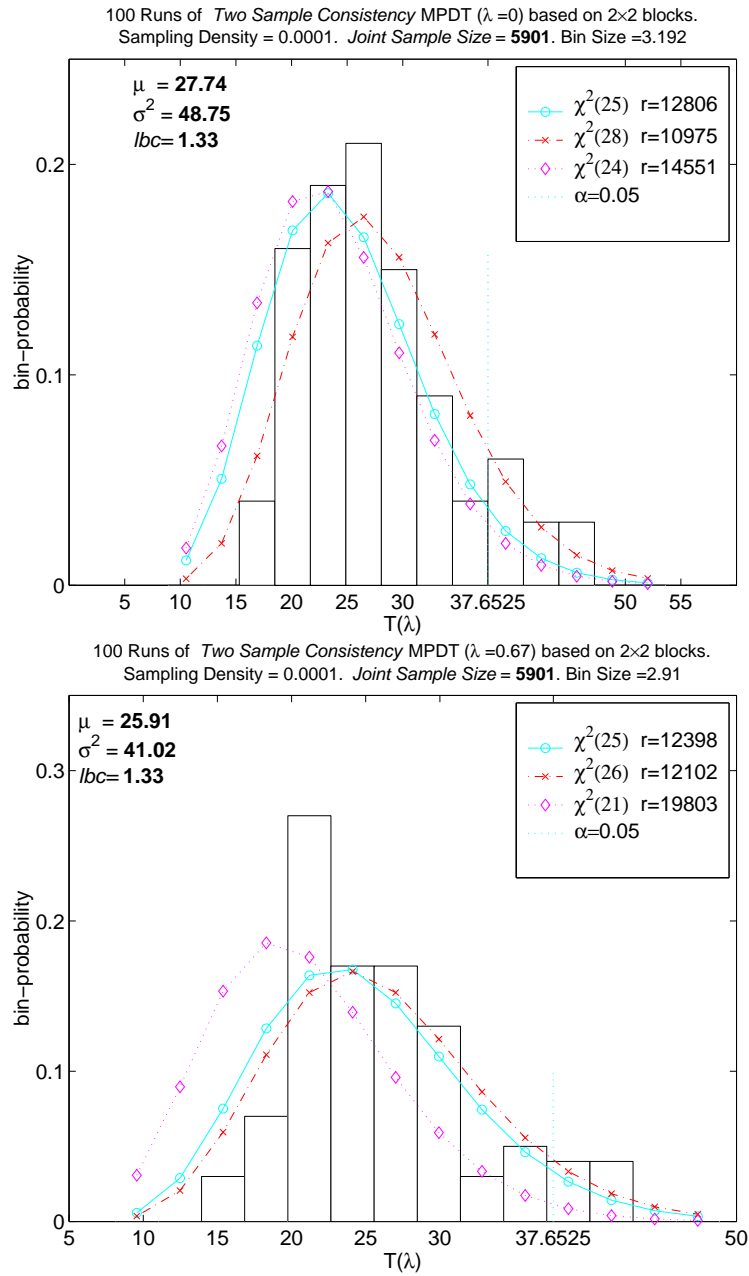 100 Runs of Two Sample Consistency MPDT (λ =0) based on 2×2 blocks.
Sampling Density = 0.0001. Joint Sample Size = 5901. Bin Size =3.192
μ = 27.74
σ² = 48.75
lbc= 1.33
χ²(25) r=12806
χ²(28) r=10975
χ²(24) r=14551
α=0.05
bin−probability
0.2
0.1
0
5 10 15 20 25 30 37.6525 50 55
T(λ)
100 Runs of Two Sample Consistency MPDT (λ =0.67) based on 2×2 blocks.
Sampling Density = 0.0001. Joint Sample Size = 5901. Bin Size =2.91
μ = 25.91
σ² = 41.02
lbc= 1.33
χ²(25) r=12398
χ²(26) r=12102
χ²(21) r=19803
α=0.05
bin−probability
0.3
0.2
0.1
0
5 10 15 20 25 30 37.6525 50
T(λ)